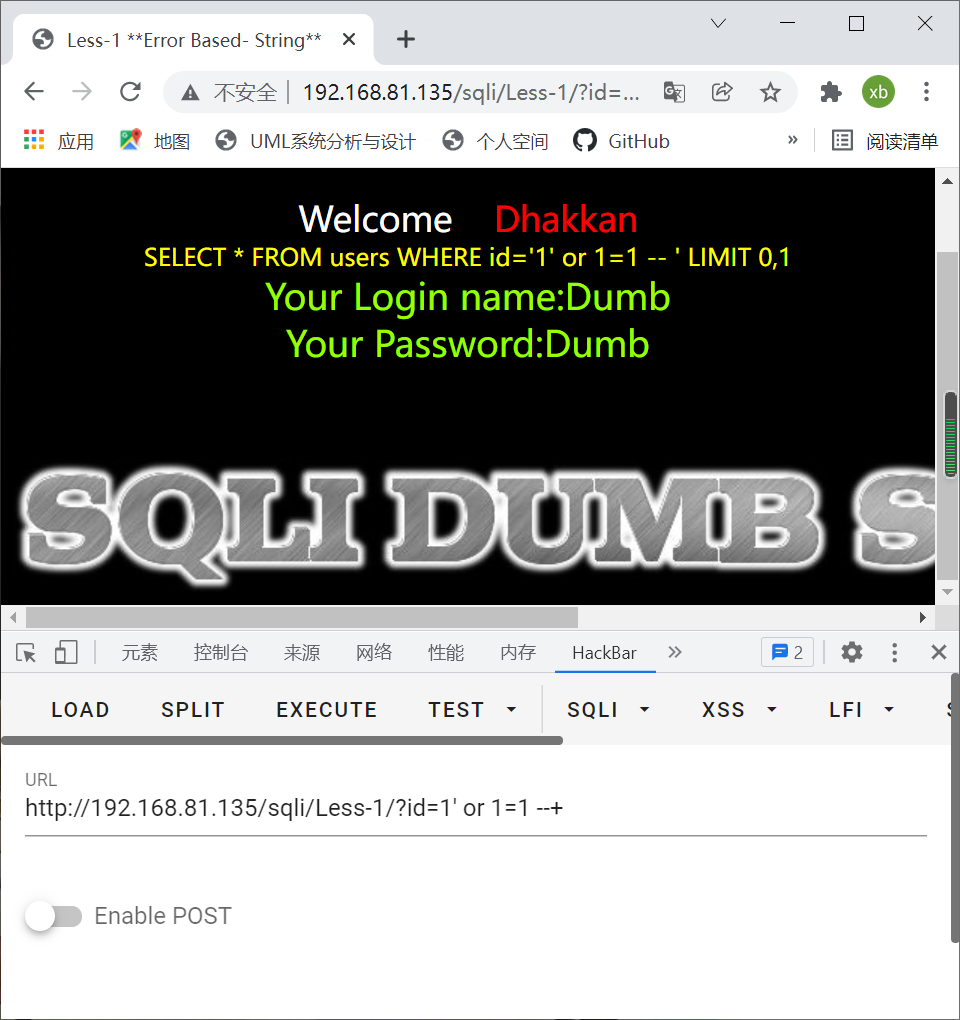 Less-1 **Error Based- String**
不安全 192.168.81.135/sqli/Less-1/?id=... xb
应用 地图 UML系统分析与设计 个人空间 GitHub » 阅读清单
Welcome Dhakkan
SELECT * FROM users WHERE id='1' or 1=1 -- ' LIMIT 0,1
Your Login name:Dumb
Your Password:Dumb
SQLI DUMB S
元素 控制台 来源 网络 性能 内存 HackBar 2
LOAD SPLIT EXECUTE TEST SQLI XSS LFI
URL
http://192.168.81.135/sqli/Less-1/?id=1' or 1=1 --+
Enable POST